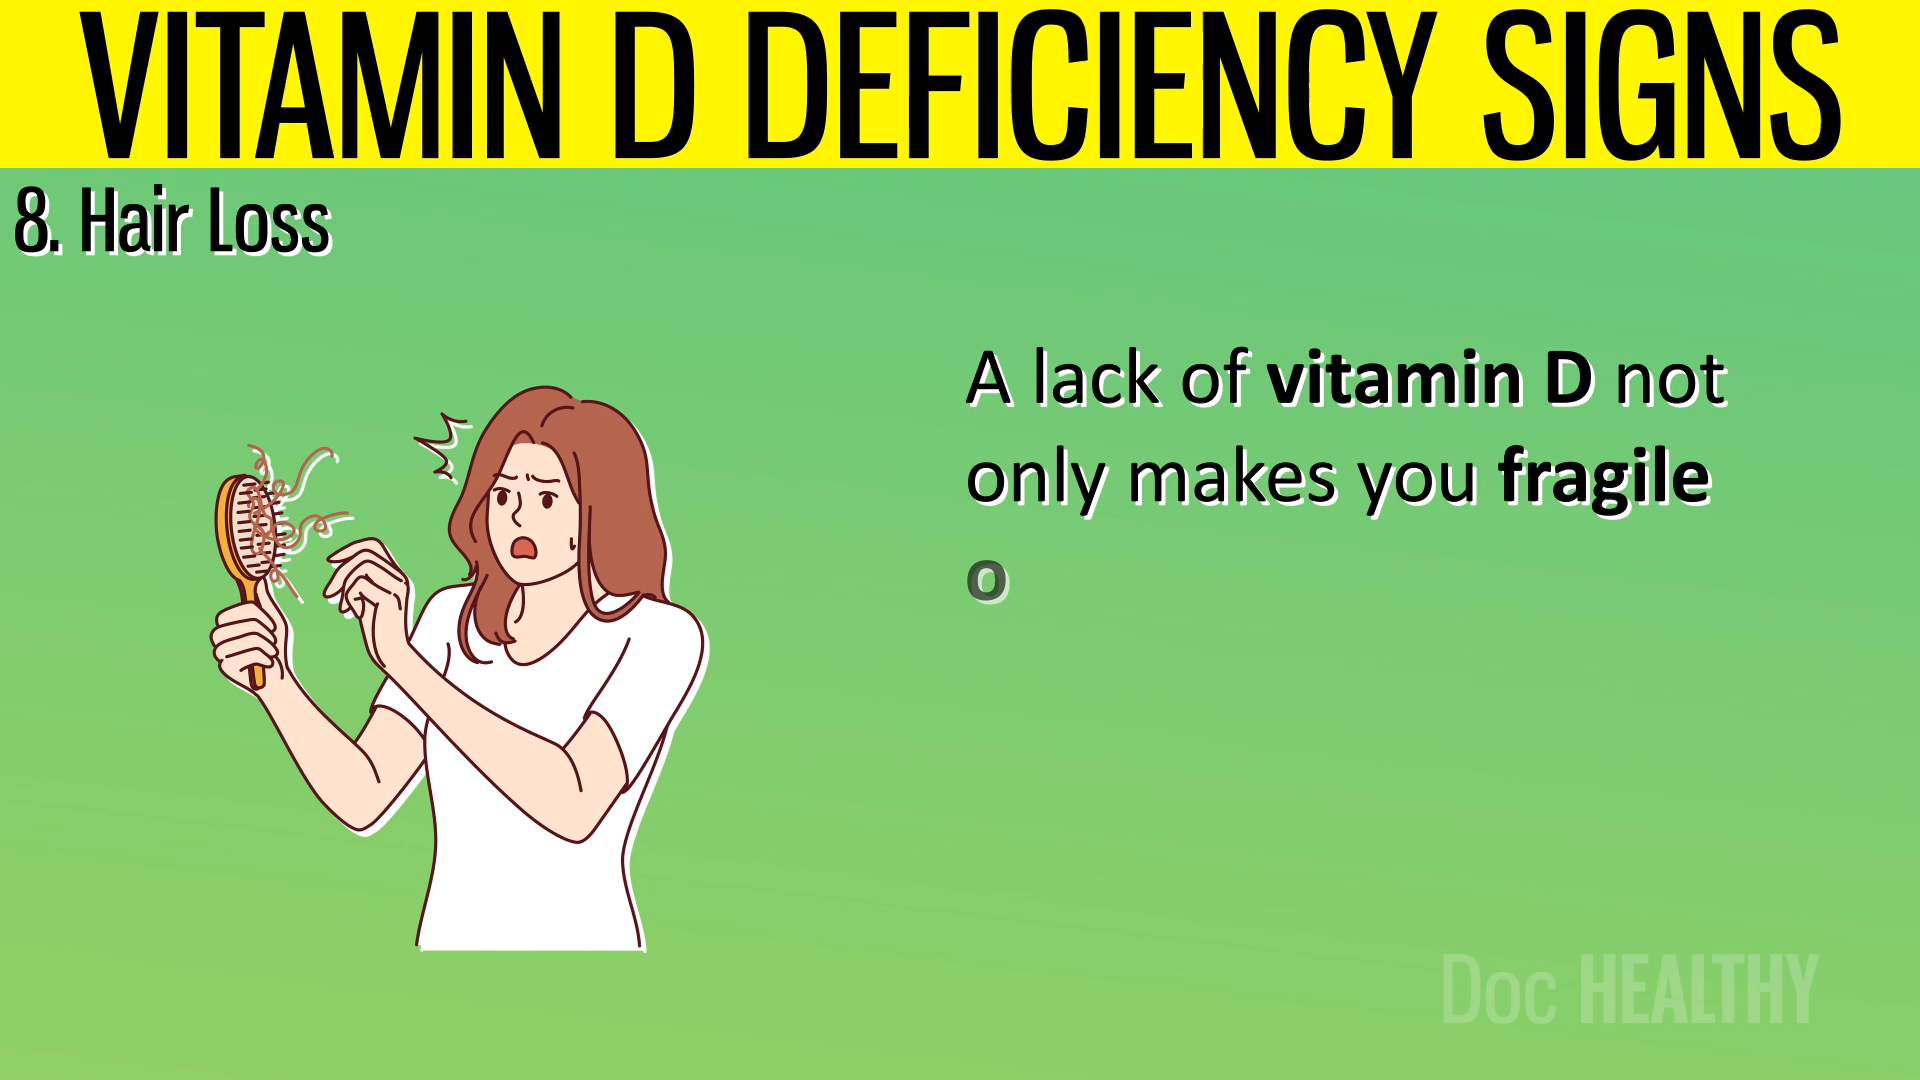 VITAMIN D DEFICIENCY SIGNS
8. Hair Loss
A lack of vitamin D not
only makes you fragile
o
Doc HEALTHY